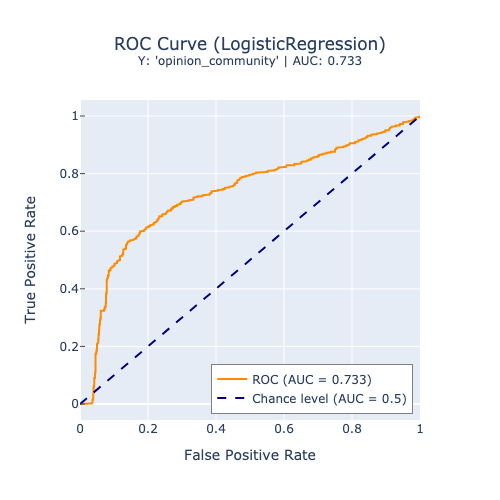 ROC Curve (LogisticRegression)
Y: 'opinion_community' | AUC: 0.733
True Positive Rate
1
0.8
0.6
0.4
0.2
0
ROC (AUC = 0.733)
Chance level (AUC = 0.5)
0 0.2 0.4 0.6 0.8 1
False Positive Rate